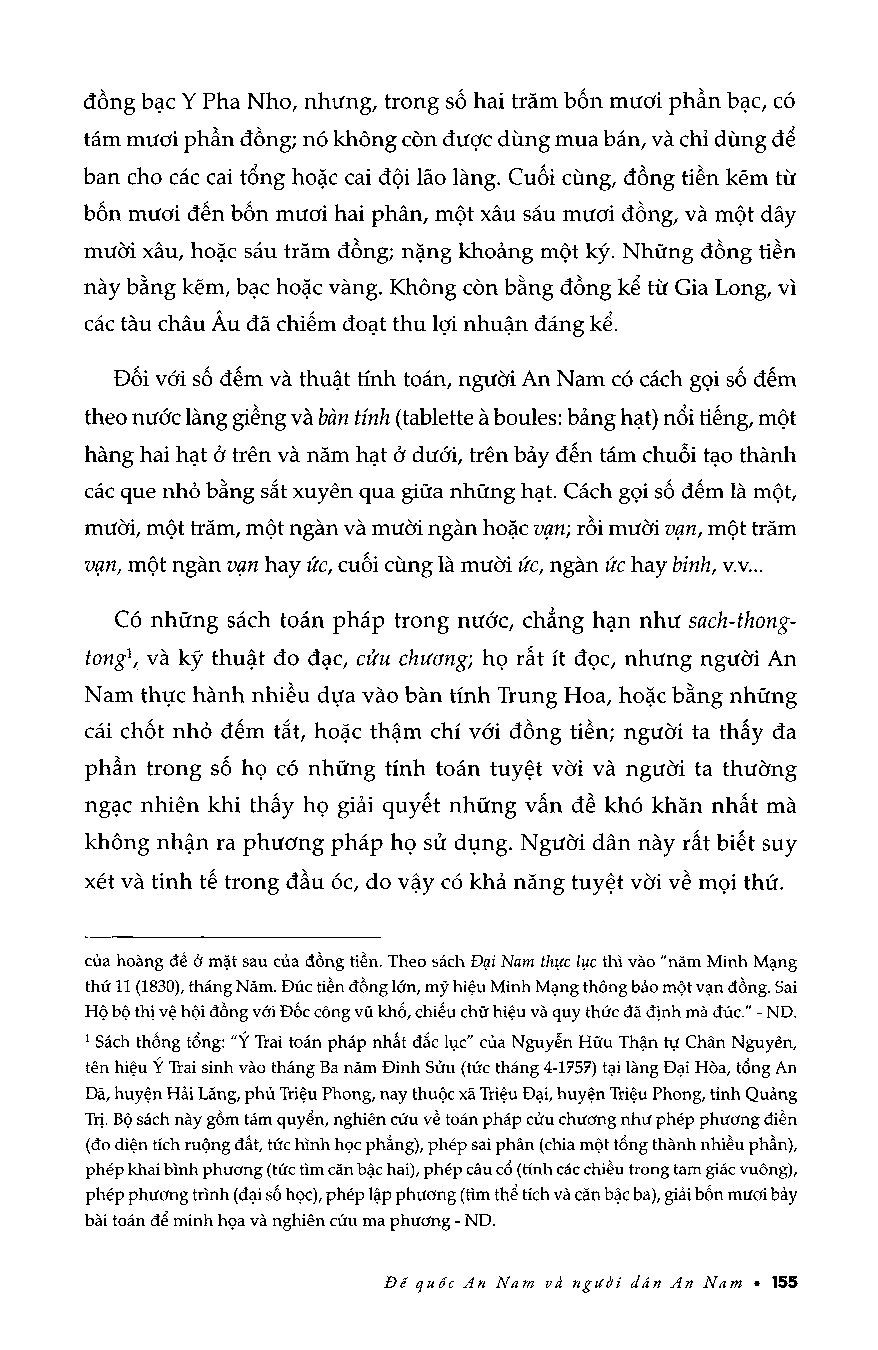 đồng bạc Y Pha Nho, nhưng, trong số hai trăm bốn mươi phần bạc, có
tám mươi phần đồng; nó không còn được dùng mua bán, và chỉ dùng để
ban cho các cai tổng hoặc cai đội lão làng. Cuối cùng, đồng tiền kẽm từ
bốn mươi đến bốn mươi hai phân, một xâu sáu mươi đồng, và một dây
mười xâu, hoặc sáu trăm đồng; nặng khoảng một ký. Những đồng tiền
này bằng kẽm, bạc hoặc vàng. Không còn bằng đồng kể từ Gia Long, vì
các tàu châu Âu đã chiếm đoạt thu lợi nhuận đáng kể.
Đối với số đếm và thuật tính toán, người An Nam có cách gọi số đếm
theo nước làng giềng và bàn tính (tablette à boules: bảng hạt) nổi tiếng, một
hàng hai hạt ở trên và năm hạt ở dưới, trên bảy đến tám chuỗi tạo thành
các que nhỏ bằng sắt xuyên qua giữa những hạt. Cách gọi số đếm là một,
mười, một trăm, một ngàn và mười ngàn hoặc vạn; rồi mười vạn, một trăm
vạn, một ngàn vạn hay ức, cuối cùng là mười ức, ngàn ức hay bỉnh, v.v...
Có những sách toán pháp trong nước, chẳng hạn như sach-thong-
tong¹, và kỹ thuật đo đạc, cửu chương; họ rất ít đọc, nhưng người An
Nam thực hành nhiều dựa vào bàn tính Trung Hoa, hoặc bằng những
cái chốt nhỏ đếm tắt, hoặc thậm chí với đồng tiền; người ta thấy đa
phần trong số họ có những tính toán tuyệt vời và người ta thường
ngạc nhiên khi thấy họ giải quyết những vấn đề khó khăn nhất mà
không nhận ra phương pháp họ sử dụng. Người dân này rất biết suy
xét và tinh tế trong đầu óc, do vậy có khả năng tuyệt vời về mọi thứ.
của hoàng đế ở mặt sau của đồng tiền. Theo sách Đại Nam thực lục thì vào "năm Minh Mạng
thứ 11 (1830), tháng Năm. Đúc tiền đồng lớn, mỹ hiệu Minh Mạng thông bảo một vạn đồng. Sai
Hộ bộ thị vệ hội đồng với Đốc công vũ khố, chiếu chữ hiệu và quy thức đã định mà đúc." - ND.
¹ Sách thống tổng: "Ý Trai toán pháp nhất đắc lục" của Nguyễn Hữu Thận tự Chân Nguyên,
tên hiệu Ý Trai sinh vào tháng Ba năm Đinh Sửu (tức tháng 4-1757) tại làng Đại Hòa, tổng An
Dã, huyện Hải Lăng, phủ Triệu Phong, nay thuộc xã Triệu Đại, huyện Triệu Phong, tỉnh Quảng
Trị. Bộ sách này gồm tám quyển, nghiên cứu về toán pháp cửu chương như phép phương điền
(đo diện tích ruộng đất, tức hình học phẳng), phép sai phân (chia một tổng thành nhiều phần),
phép khai bình phương (tức tìm căn bậc hai), phép câu cổ (tính các chiều trong tam giác vuông),
phép phương trình (đại số học), phép lập phương (tìm thể tích và căn bậc ba), giải bốn mươi bảy
bài toán để minh họa và nghiên cứu ma phương - ND.
Đế quốc An Nam và người dân An Nam • 155